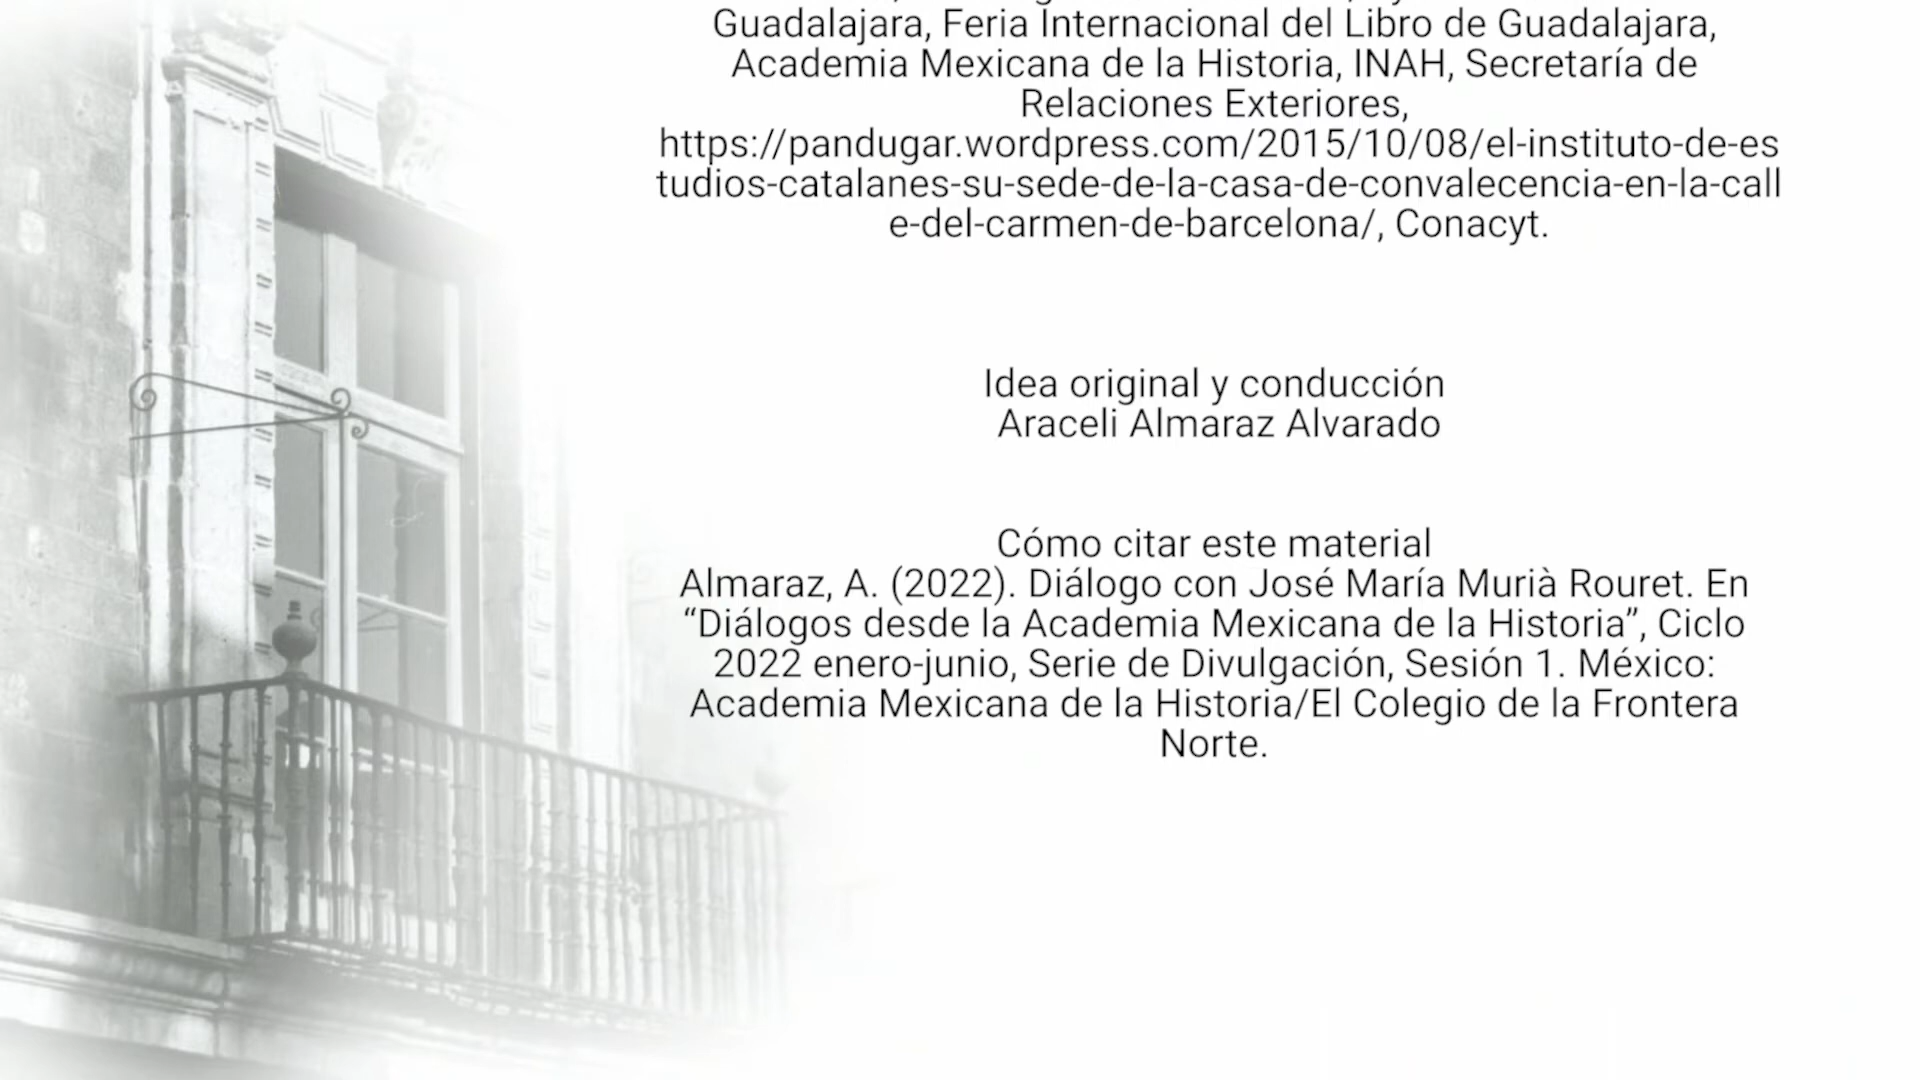 Guadalajara, Feria Internacional del Libro de Guadalajara,
Academia Mexicana de la Historia, INAH, Secretaría de
Relaciones Exteriores,
https://pandugar.wordpress.com/2015/10/08/el-instituto-de-es
tudios-catalanes-su-sede-de-la-casa-de-convalecencia-en-la-call
e-del-carmen-de-barcelona/, Conacyt.
Idea original y conducción
Araceli Almaraz Alvarado
Cómo citar este material
Almaraz, A. (2022). Diálogo con José María Murià Rouret. En
“Diálogos desde la Academia Mexicana de la Historia”, Ciclo
2022 enero-junio, Serie de Divulgación, Sesión 1. México:
Academia Mexicana de la Historia/El Colegio de la Frontera
Norte.